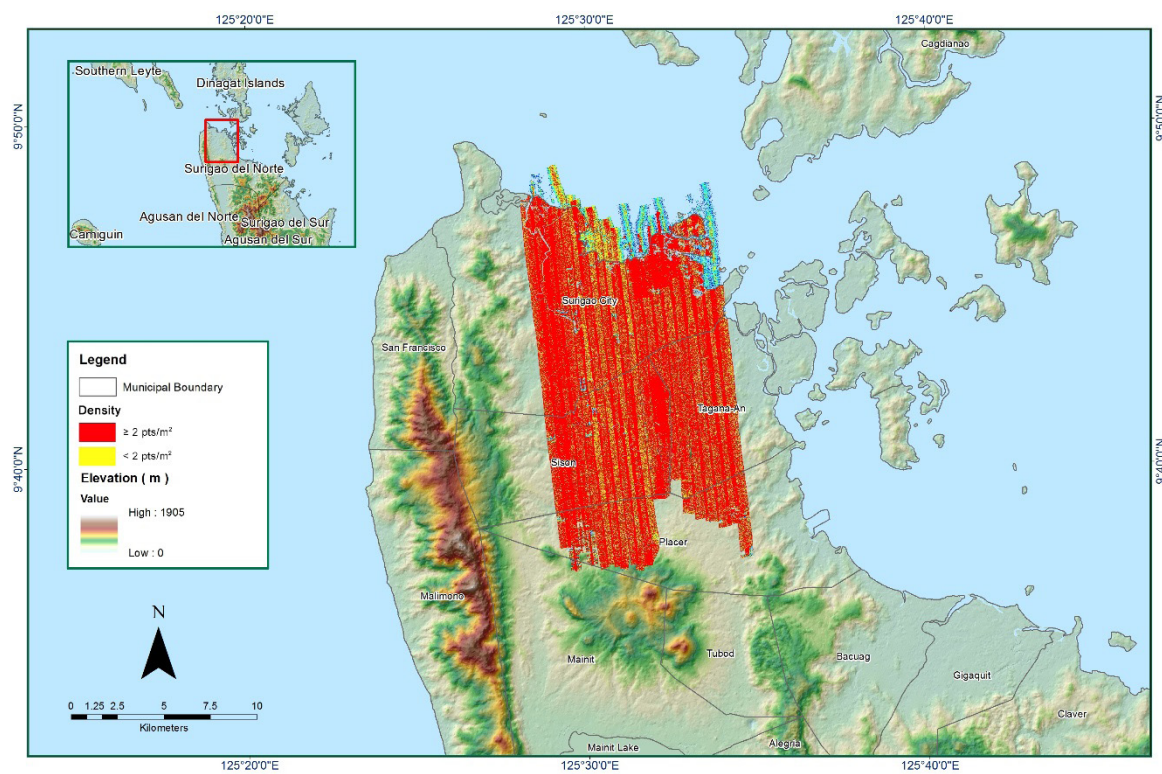 125°20'0"E
125°30'0"E
125°40'0"E
Cagdianao
Southern Leyte
Dinagat Islands
9°50'0"N
9°50'0"N
Surigao del Norte
Agusan del Norte
Surigao del Sur
Camiguin
Agusan del Sur
Surigao City
San Francisco
Legend
Municipal Boundary
Density
≥ 2 pts/m²
< 2 pts/m²
Elevation ( m )
Value
High : 1905
Low : 0
Tagana-An
Sison
9°40'0"N
9°40'0"N
Placer
Malimono
N
Mainit
Tubod
Bacuag
Gigaquit
Claver
0 1.25 2.5 5 7.5 10
Kilometers
Mainit Lake
Alegria
125°20'0"E
125°30'0"E
125°40'0"E